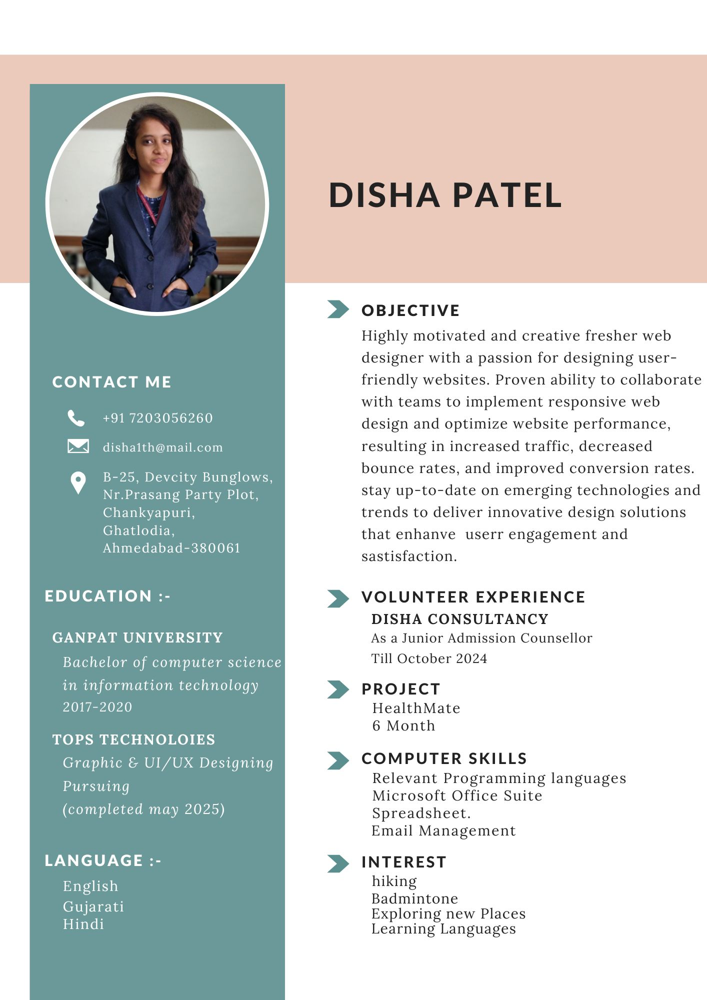 DISHA PATEL
CONTACT ME
+91 7203056260
disha1th@mail.com
B-25, Devcity Bunglows,
Nr.Prasang Party Plot,
Chankyapuri,
Ghatlodia,
Ahmedabad-380061
EDUCATION :-
GANPAT UNIVERSITY
Bachelor of computer science
in information technology
2017-2020
TOPS TECHNOLOIES
Graphic & UI/UX Designing
Pursuing
(completed may 2025)
LANGUAGE :-
English
Gujarati
Hindi
OBJECTIVE
Highly motivated and creative fresher web
designer with a passion for designing user-
friendly websites. Proven ability to collaborate
with teams to implement responsive web
design and optimize website performance,
resulting in increased traffic, decreased
bounce rates, and improved conversion rates.
stay up-to-date on emerging technologies and
trends to deliver innovative design solutions
that enhanve  userr engagement and
sastisfaction.
VOLUNTEER EXPERIENCE
DISHA CONSULTANCY
As a Junior Admission Counsellor
Till October 2024
PROJECT
HealthMate
6 Month
COMPUTER SKILLS
Relevant Programming languages
Microsoft Office Suite
Spreadsheet.
Email Management
INTEREST
hiking
Badmintone
Exploring new Places
Learning Languages